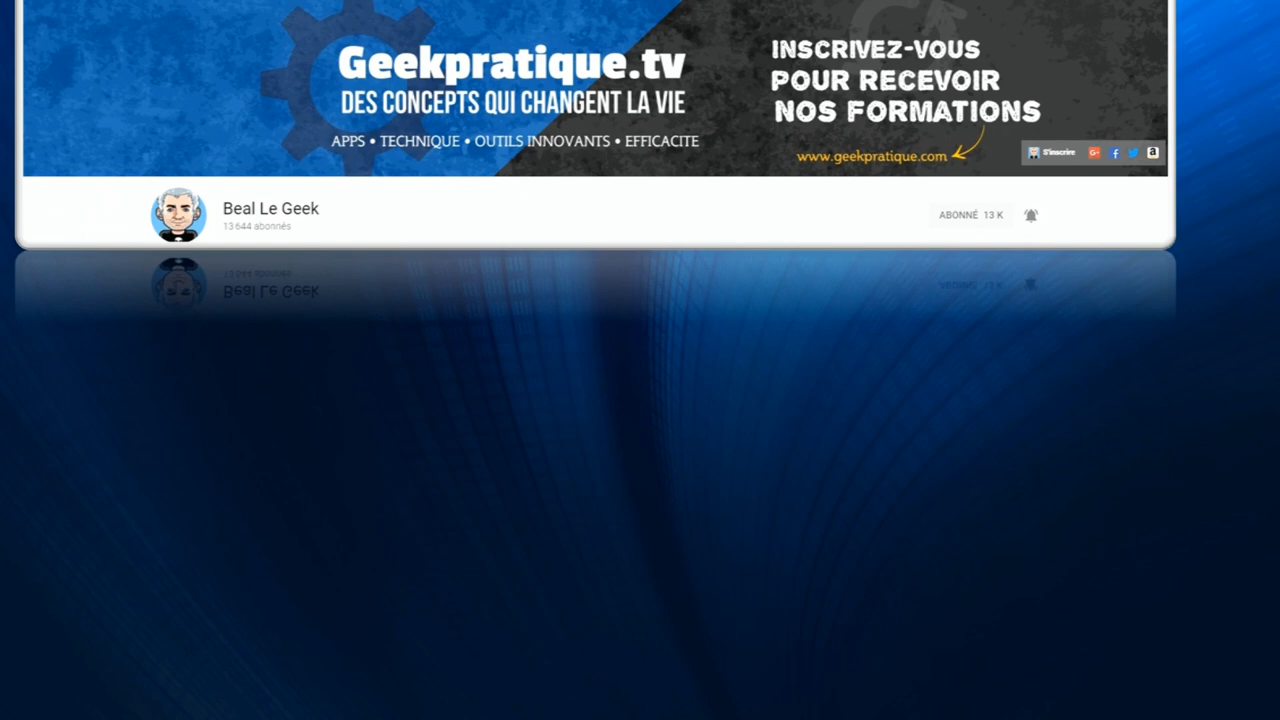 Geekpratique.tv
DES CONCEPTS QUI CHANGENT LA VIE
APPS • TECHNIQUE • OUTILS INNOVANTS • EFFICACITE
INSCRIVEZ-VOUS
POUR RECEVOIR
NOS FORMATIONS
www.geekpratique.com
S'inscrire
Beal Le Geek
13 644 abonnés
ABONNÉ 13 K